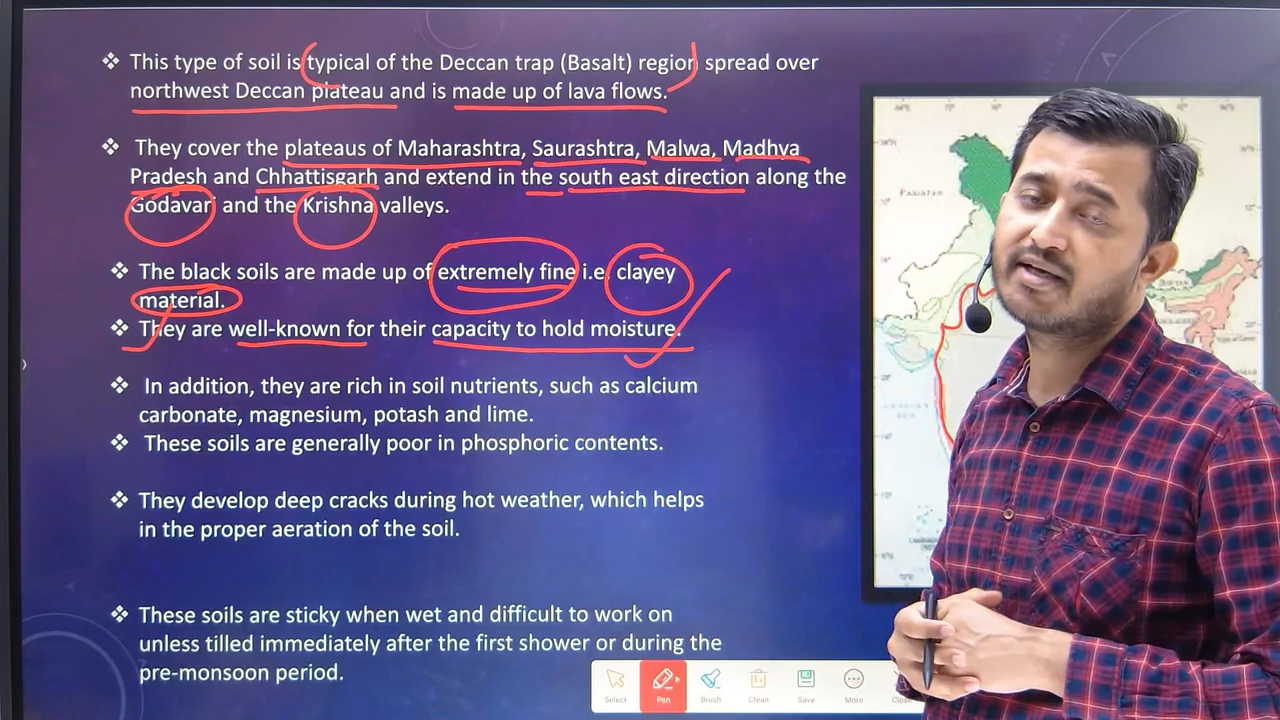 ❖ This type of soil is typical of the Deccan trap (Basalt) region spread over
northwest Deccan plateau and is made up of lava flows.
❖ They cover the plateaus of Maharashtra, Saurashtra, Malwa, Madhya
Pradesh and Chhattisgarh and extend in the south east direction along the
Godavari and the Krishna valleys.
❖ The black soils are made up of extremely fine i.e. clayey
material.
❖ They are well-known for their capacity to hold moisture.
❖ In addition, they are rich in soil nutrients, such as calcium
carbonate, magnesium, potash and lime.
❖ These soils are generally poor in phosphoric contents.
❖ They develop deep cracks during hot weather, which helps
in the proper aeration of the soil.
❖ These soils are sticky when wet and difficult to work on
unless tilled immediately after the first shower or during the
pre-monsoon period.
Select Pen Brush Clean Save More Close
PAKISTAN